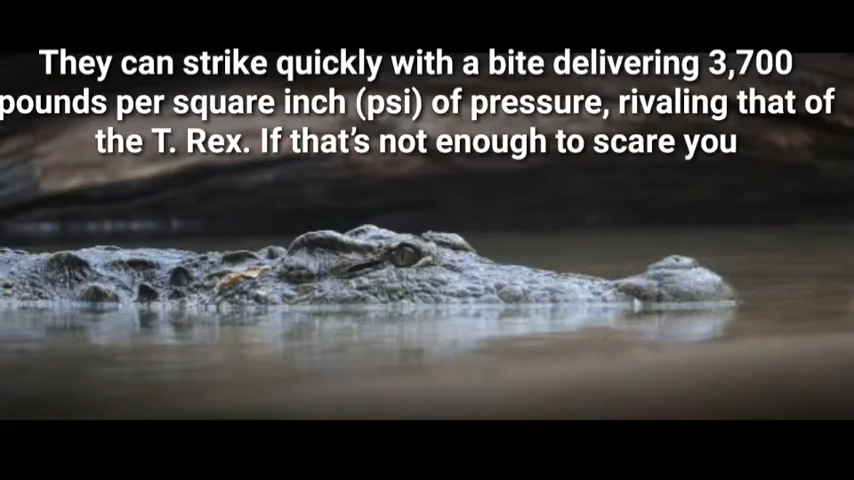 They can strike quickly with a bite delivering 3,700
pounds per square inch (psi) of pressure, rivaling that of
the T. Rex. If that’s not enough to scare you